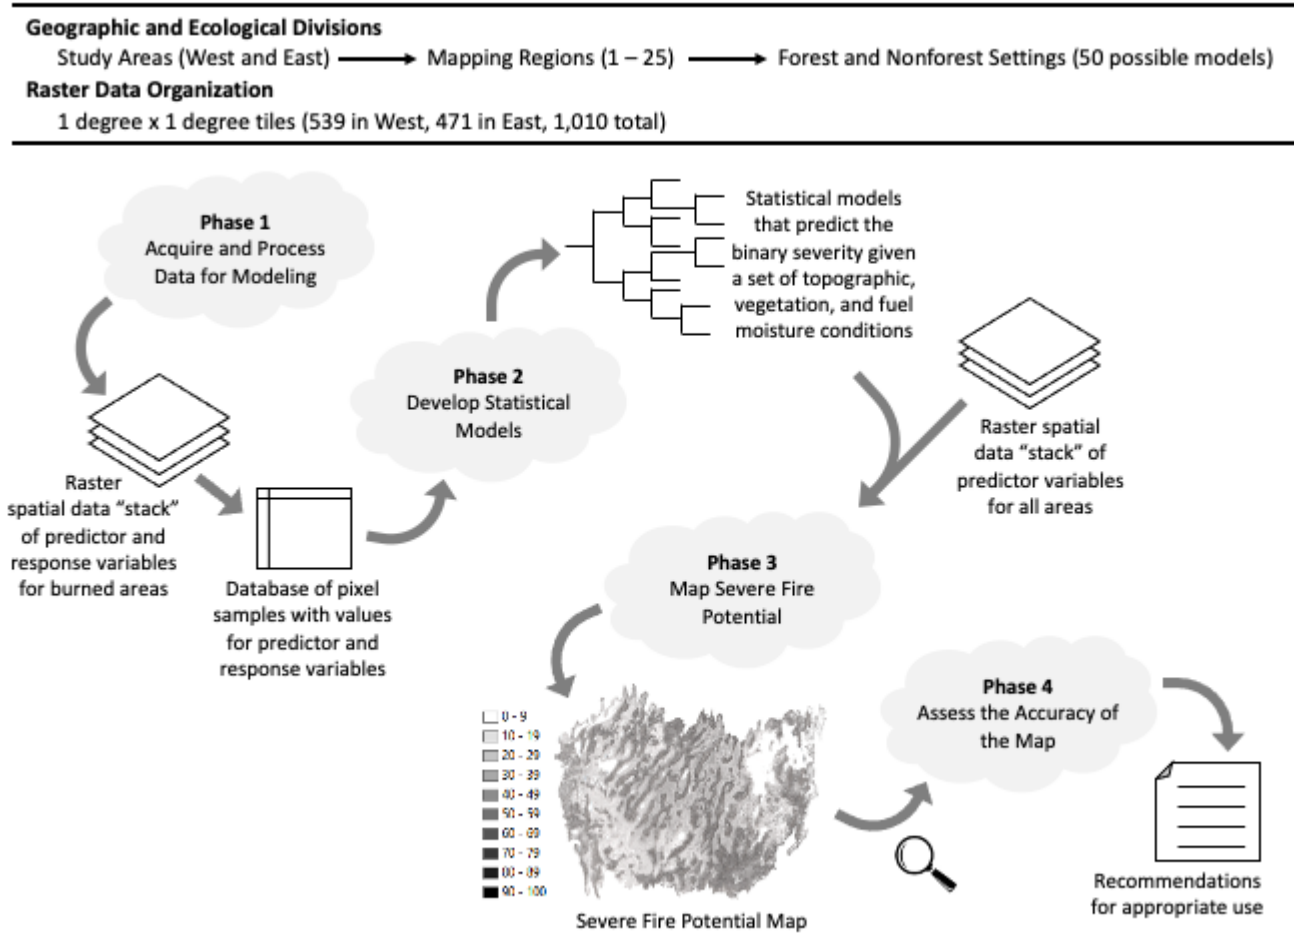 Geographic and Ecological Divisions
Study Areas (West and East) Mapping Regions (1 – 25) Forest and Nonforest Settings (50 possible models)
Raster Data Organization
1 degree x 1 degree tiles (539 in West, 471 in East, 1,010 total)
Phase 1
Acquire and Process
Data for Modeling
Raster
spatial data “stack”
of predictor and
response variables
for burned areas
Database of pixel
samples with values
for predictor and
response variables
Phase 2
Develop Statistical
Models
Statistical models
that predict the
binary severity given
a set of topographic,
vegetation, and fuel
moisture conditions
Raster spatial
data “stack” of
predictor variables
for all areas
Phase 3
Map Severe Fire
Potential
0 - 9
10 - 19
20 - 29
30 - 39
40 - 49
50 - 59
60 - 69
70 - 79
80 - 89
90 - 100
Severe Fire Potential Map
Phase 4
Assess the Accuracy of
the Map
Recommendations
for appropriate use